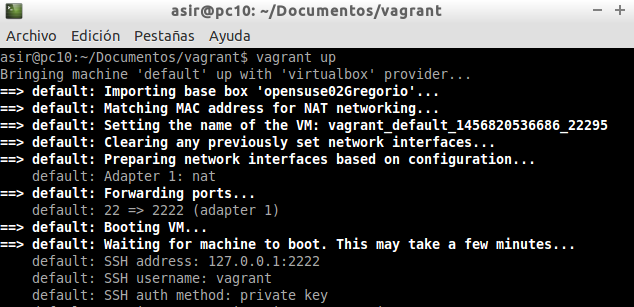 asir@pc10: ~/Documentos/vagrant
Archivo Edición Pestañas Ayuda
asir@pc10:~/Documentos/vagrant$ vagrant up
Bringing machine 'default' up with 'virtualbox' provider...
==> default: Importing base box 'opensuse02Gregorio'...
==> default: Matching MAC address for NAT networking...
==> default: Setting the name of the VM: vagrant_default_1456820536686_22295
==> default: Clearing any previously set network interfaces...
==> default: Preparing network interfaces based on configuration...
    default: Adapter 1: nat
==> default: Forwarding ports...
    default: 22 => 2222 (adapter 1)
==> default: Booting VM...
==> default: Waiting for machine to boot. This may take a few minutes...
    default: SSH address: 127.0.0.1:2222
    default: SSH username: vagrant
    default: SSH auth method: private key